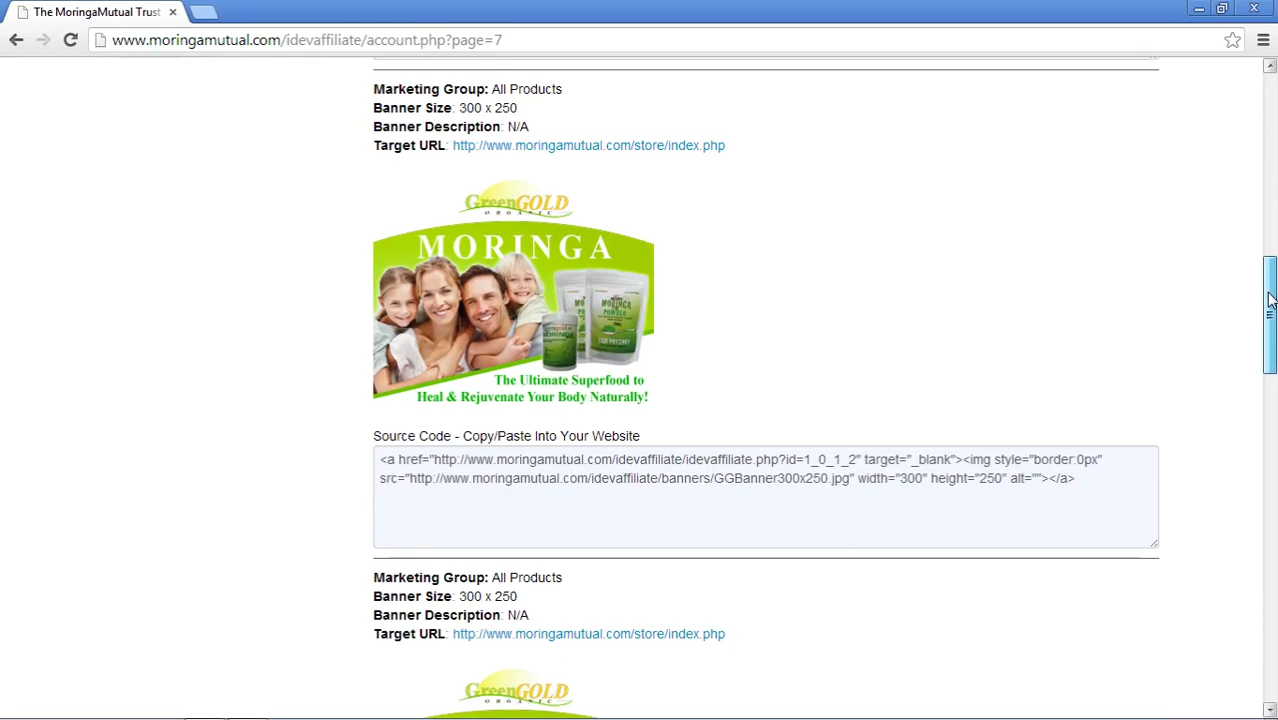 The MoringaMutual Trust
www.moringamutual.com/idevaffiliate/account.php?page=7
Marketing Group: All Products
Banner Size: 300 x 250
Banner Description: N/A
Target URL: http://www.moringamutual.com/store/index.php
GreenGOLD
ORGANIC
MORINGA
MORINGA
POWDER
The Ultimate Superfood to
Heal & Rejuvenate Your Body Naturally!
Source Code - Copy/Paste Into Your Website
<a href="http://www.moringamutual.com/idevaffiliate/idevaffiliate.php?id=1_0_1_2" target="_blank"><img style="border:0px"
src="http://www.moringamutual.com/idevaffiliate/banners/GGBanner300x250.jpg" width="300" height="250" alt=""></a>
Marketing Group: All Products
Banner Size: 300 x 250
Banner Description: N/A
Target URL: http://www.moringamutual.com/store/index.php
GreenGOLD
ORGANIC